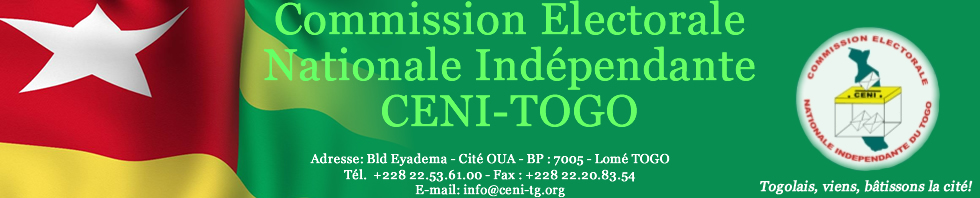 Commission Electorale
Nationale Indépendante
CENI-TOGO
Adresse: Bld Eyadema - Cité OUA - BP : 7005 - Lomé TOGO
Tél. +228 22.53.61.00 - Fax : +228 22.20.83.54
E-mail: info@ceni-tg.org
COMMISSION ELECTORALE
NATIONALE INDEPENDANTE DU TOGO
CENI
Togolais, viens, bâtissons la cité!